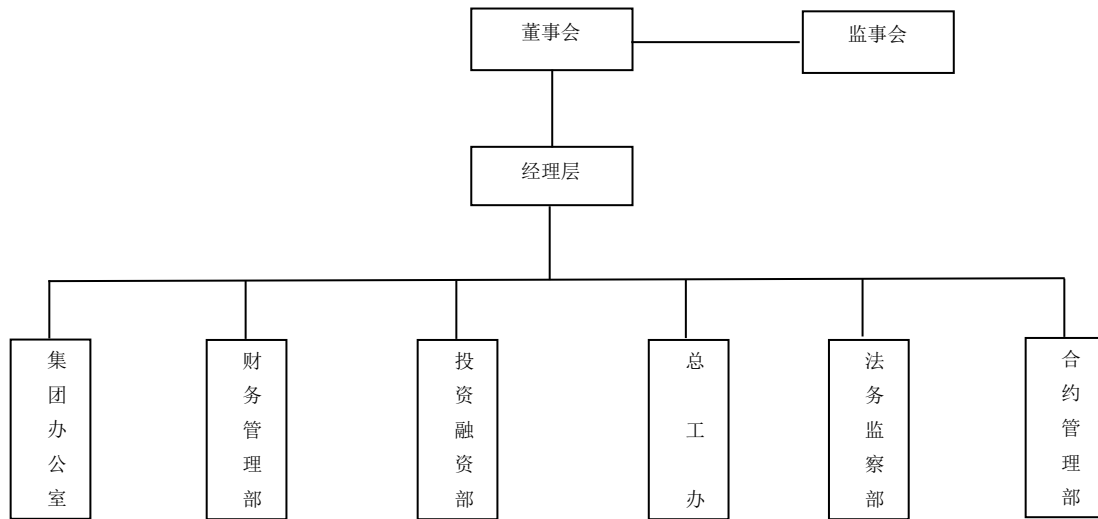 董事会
监事会
经理层
集团办公室
财务管理部
投资融资部
总工办
法务监察部
合约管理部